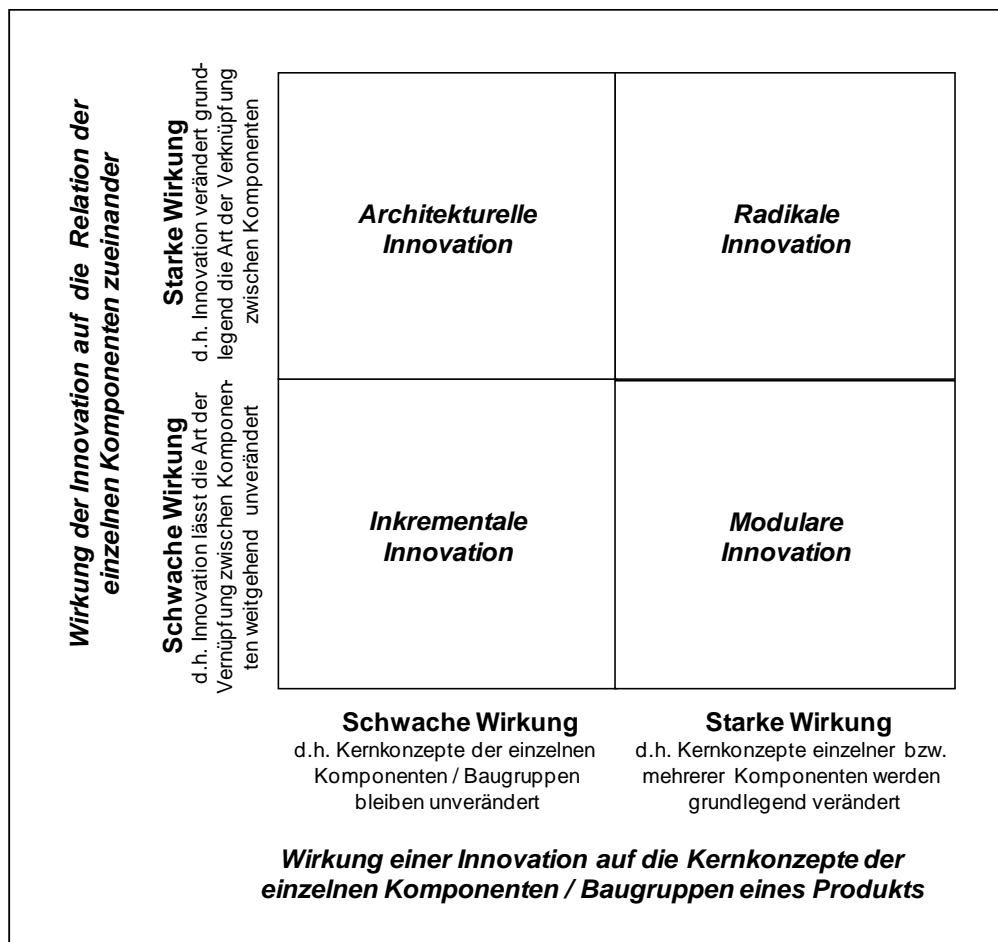 Wirkung der Innovation auf die Relation der
einzelnen Komponenten zueinander
Starke Wirkung
d.h. Innovation verändert grund-
legend die Art der Verknüpfung
zwischen Komponenten
Schwache Wirkung
d.h. Innovation lässt die Art der
Vernüpfung zwischen Komponen-
ten weitgehend unverändert
Architekturelle
Innovation
Radikale
Innovation
Inkrementale
Innovation
Modulare
Innovation
Schwache Wirkung
d.h. Kernkonzepte der einzelnen
Komponenten / Baugruppen
bleiben unverändert
Starke Wirkung
d.h. Kernkonzepte einzelner bzw.
mehrerer Komponenten werden
grundlegend verändert
Wirkung einer Innovation auf die Kernkonzepte der
einzelnen Komponenten / Baugruppen eines Produkts